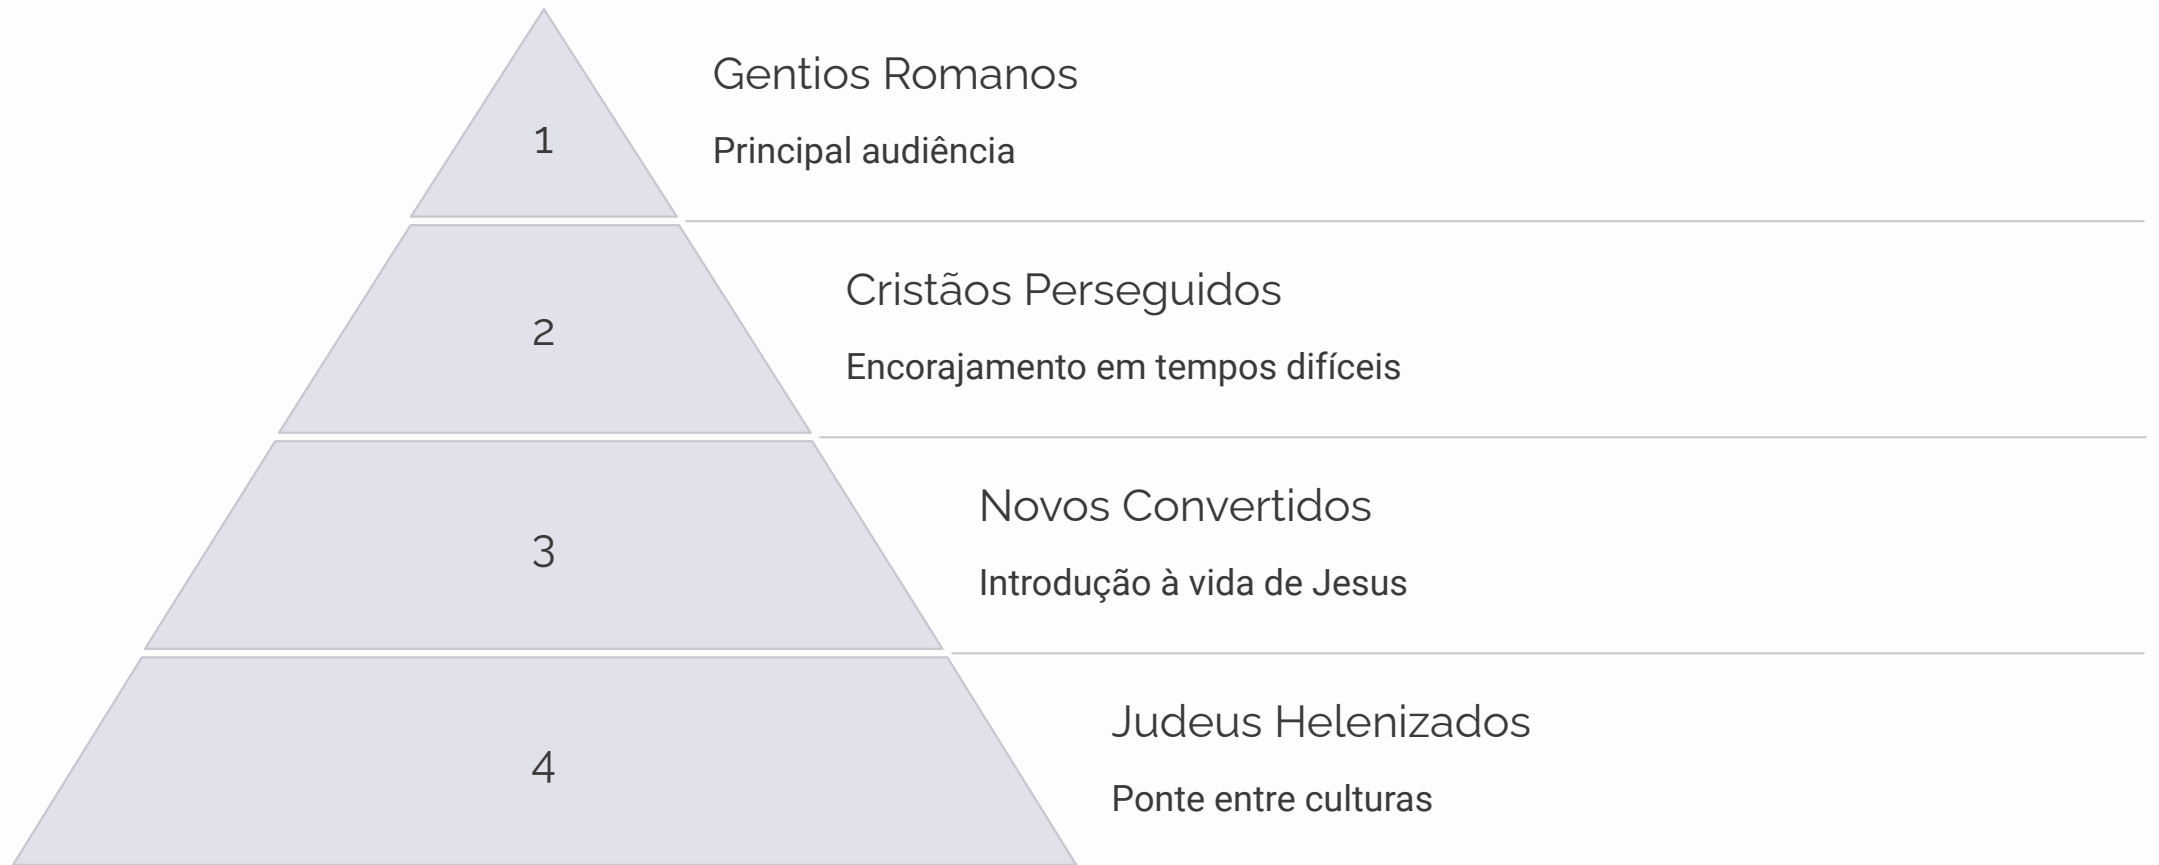 1
Gentios Romanos
Principal audiência
2
Cristãos Perseguidos
Encorajamento em tempos difíceis
3
Novos Convertidos
Introdução à vida de Jesus
4
Judeus Helenizados
Ponte entre culturas